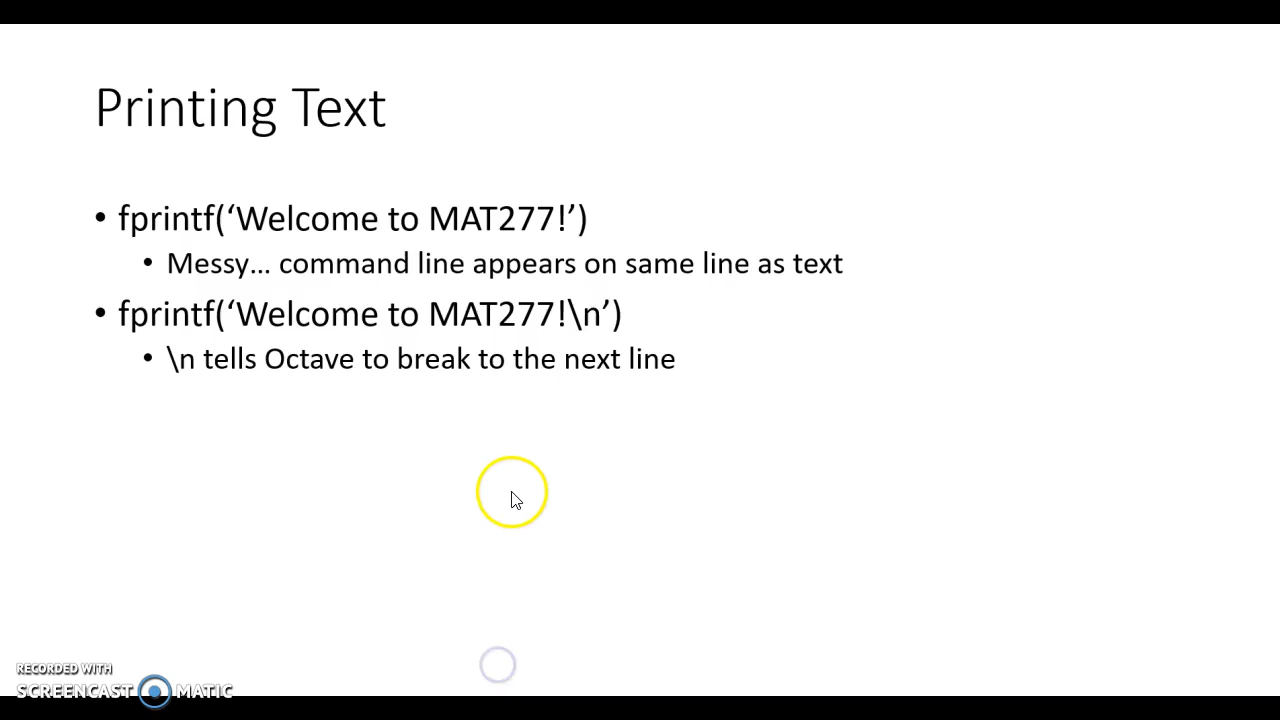 Printing Text
• fprintf(‘Welcome to MAT277!’)
• Messy… command line appears on same line as text
• fprintf(‘Welcome to MAT277!\n’)
• \n tells Octave to break to the next line
RECORDED WITH
SCREENCAST MATIC